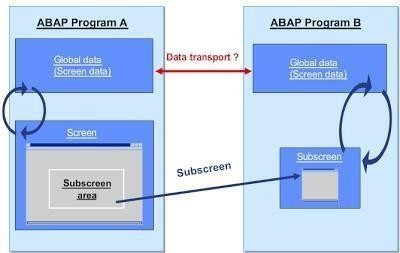 ABAP Program A
ABAP Program B
Global data
(Screen data)
Data transport ?
Global data
(Screen data)
Screen
Subscreen
area
Subscreen
Subscreen